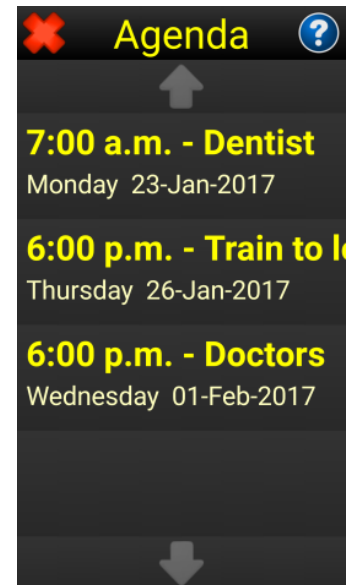 Agenda ?
7:00 a.m. - Dentist
Monday 23-Jan-2017
6:00 p.m. - Train to
Thursday 26-Jan-2017
6:00 p.m. - Doctors
Wednesday 01-Feb-2017